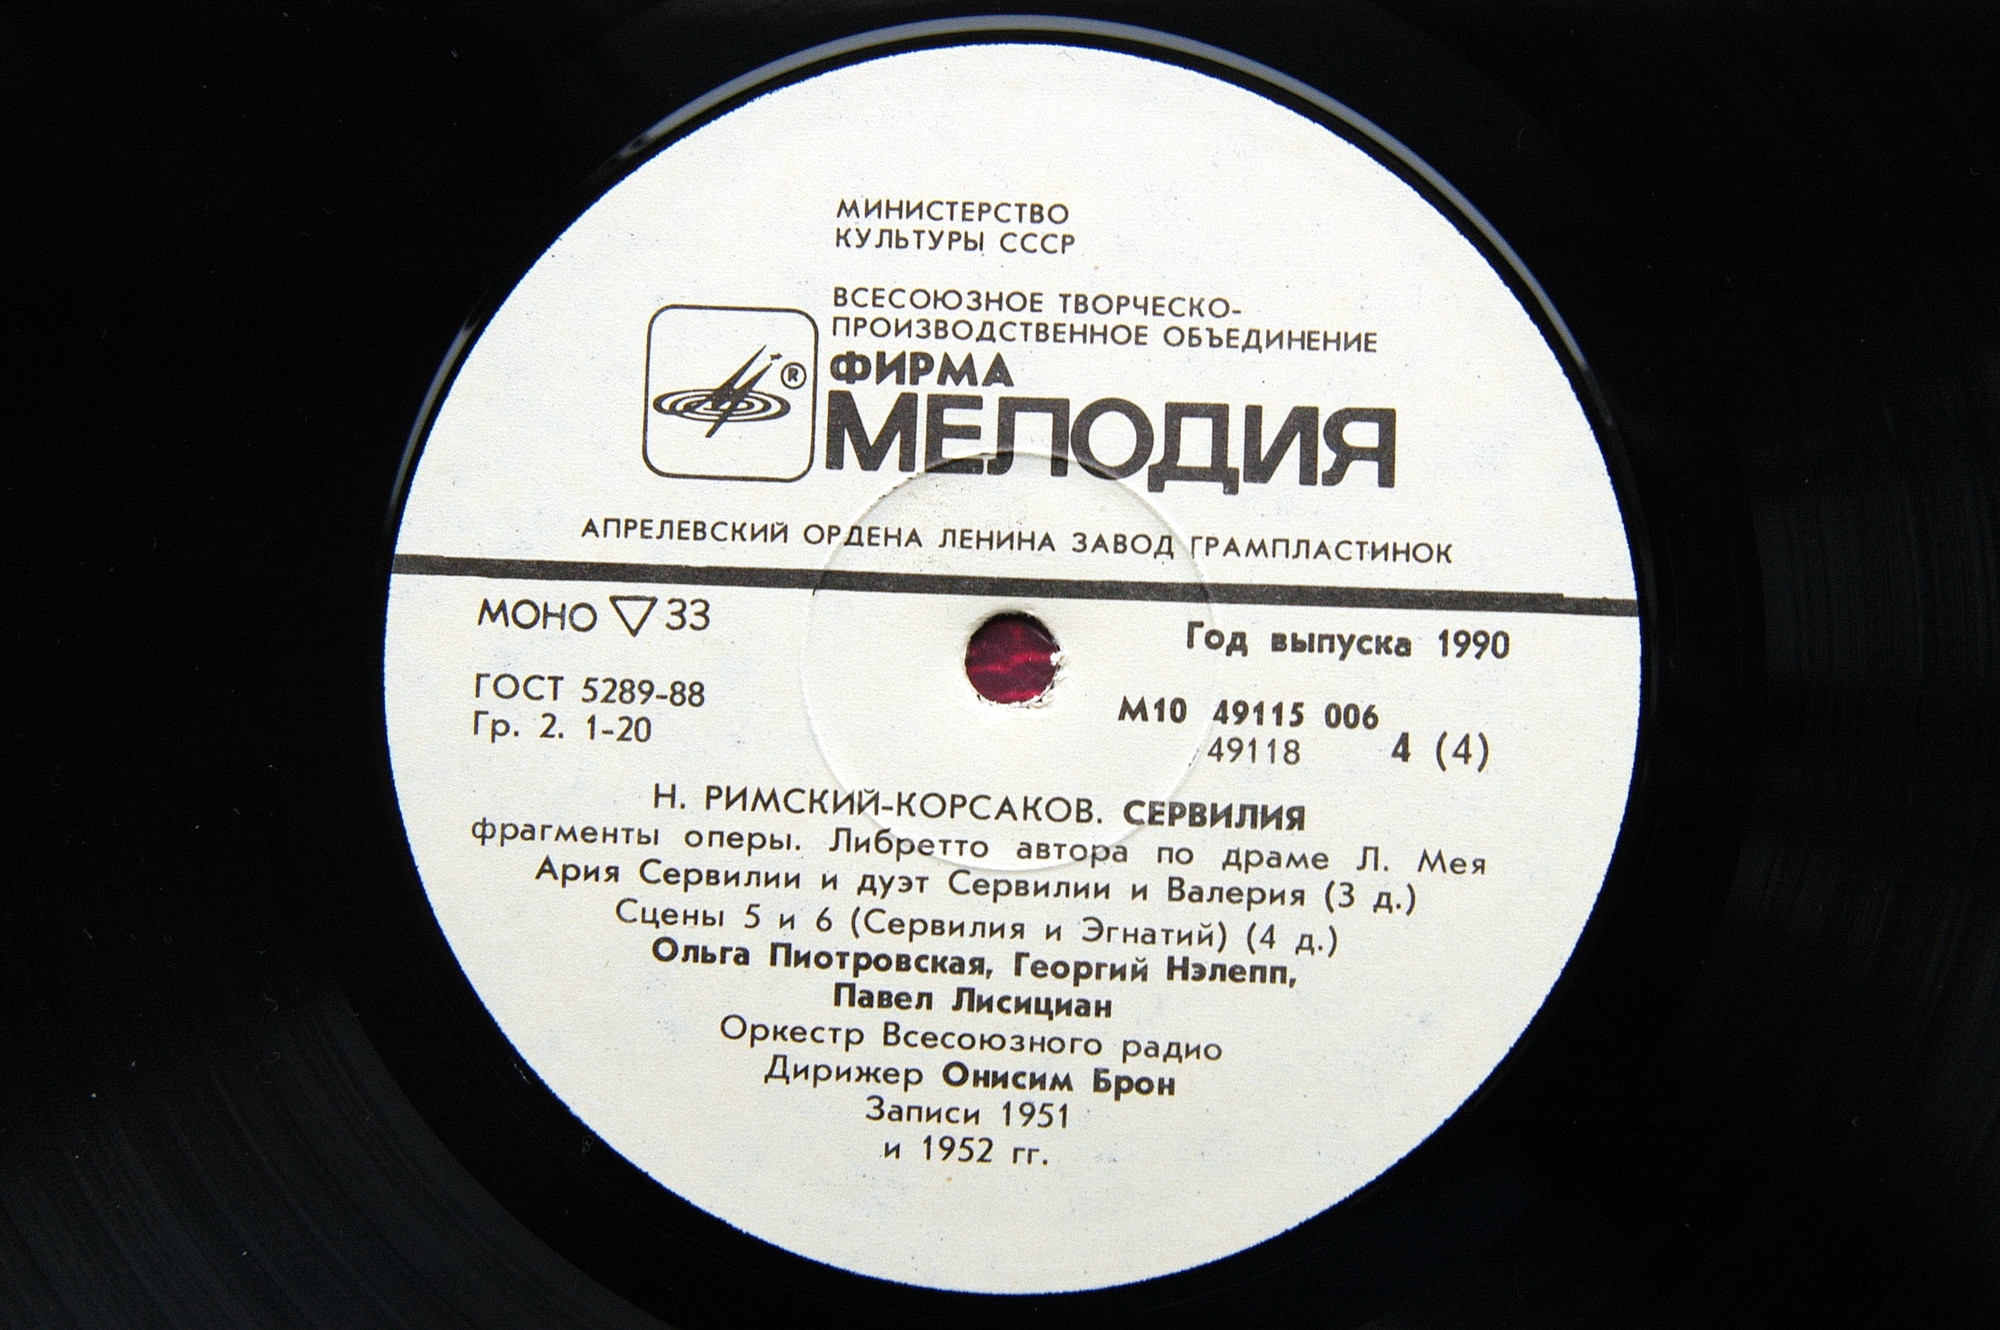 МИНИСТЕРСТВО
КУЛЬТУРЫ СССР
ВСЕСОЮЗНОЕ ТВОРЧЕСКО-
ПРОИЗВОДСТВЕННОЕ ОБЪЕДИНЕНИЕ
® ФИРМА
МЕЛОДИЯ
АПРЕЛЕВСКИЙ ОРДЕНА ЛЕНИНА ЗАВОД ГРАМПЛАСТИНОК
МОНО ▽ 33
Год выпуска 1990
ГОСТ 5289-88
Гр. 2. 1-20
М10 49115 006
49118 4 (4)
Н. РИМСКИЙ-КОРСАКОВ. СЕРВИЛИЯ
фрагменты оперы. Либретто автора по драме Л. Мея
Ария Сервилии и дуэт Сервилии и Валерия (3 д.)
Сцены 5 и 6 (Сервилия и Эгнатий) (4 д.)
Ольга Пиотровская, Георгий Нэлепп,
Павел Лисициан
Оркестр Всесоюзного радио
Дирижер Онисим Брон
Записи 1951
и 1952 гг.